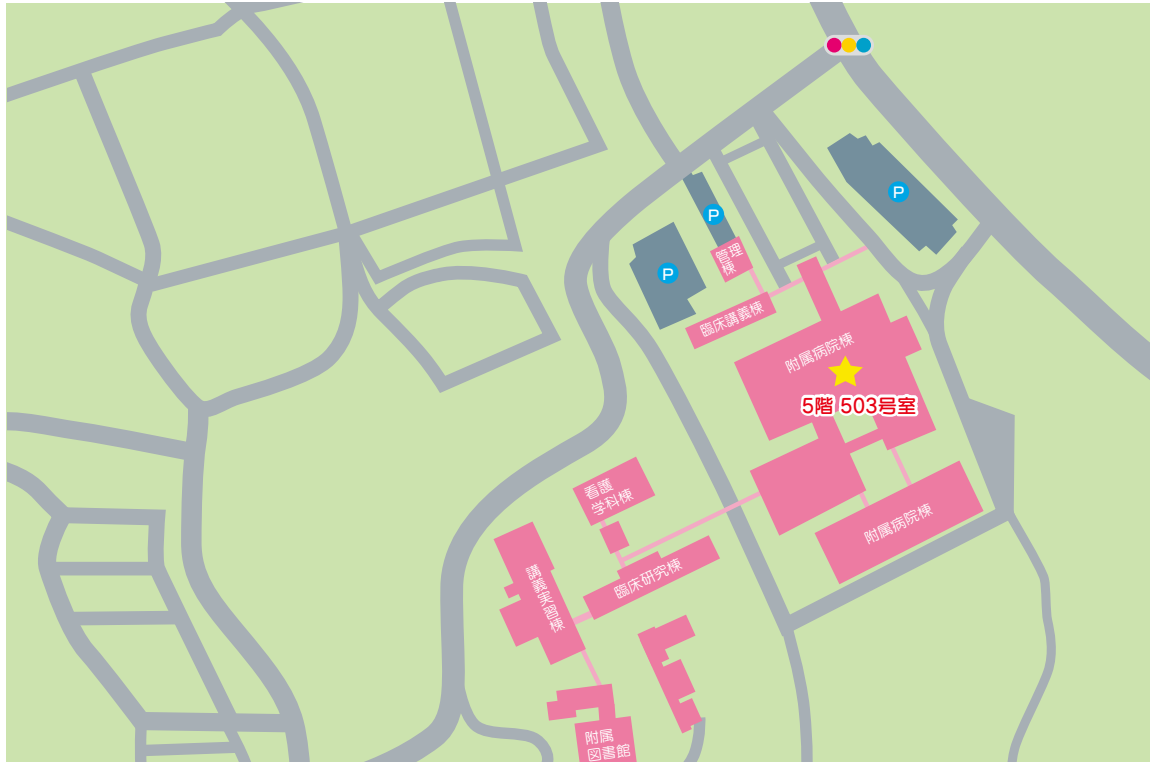 P
P
管理
棟
P
臨床講義棟
附属病院棟
5階 503号室
看護
学科棟
附属病院棟
臨床研究棟
講義実習棟
附属
図書館